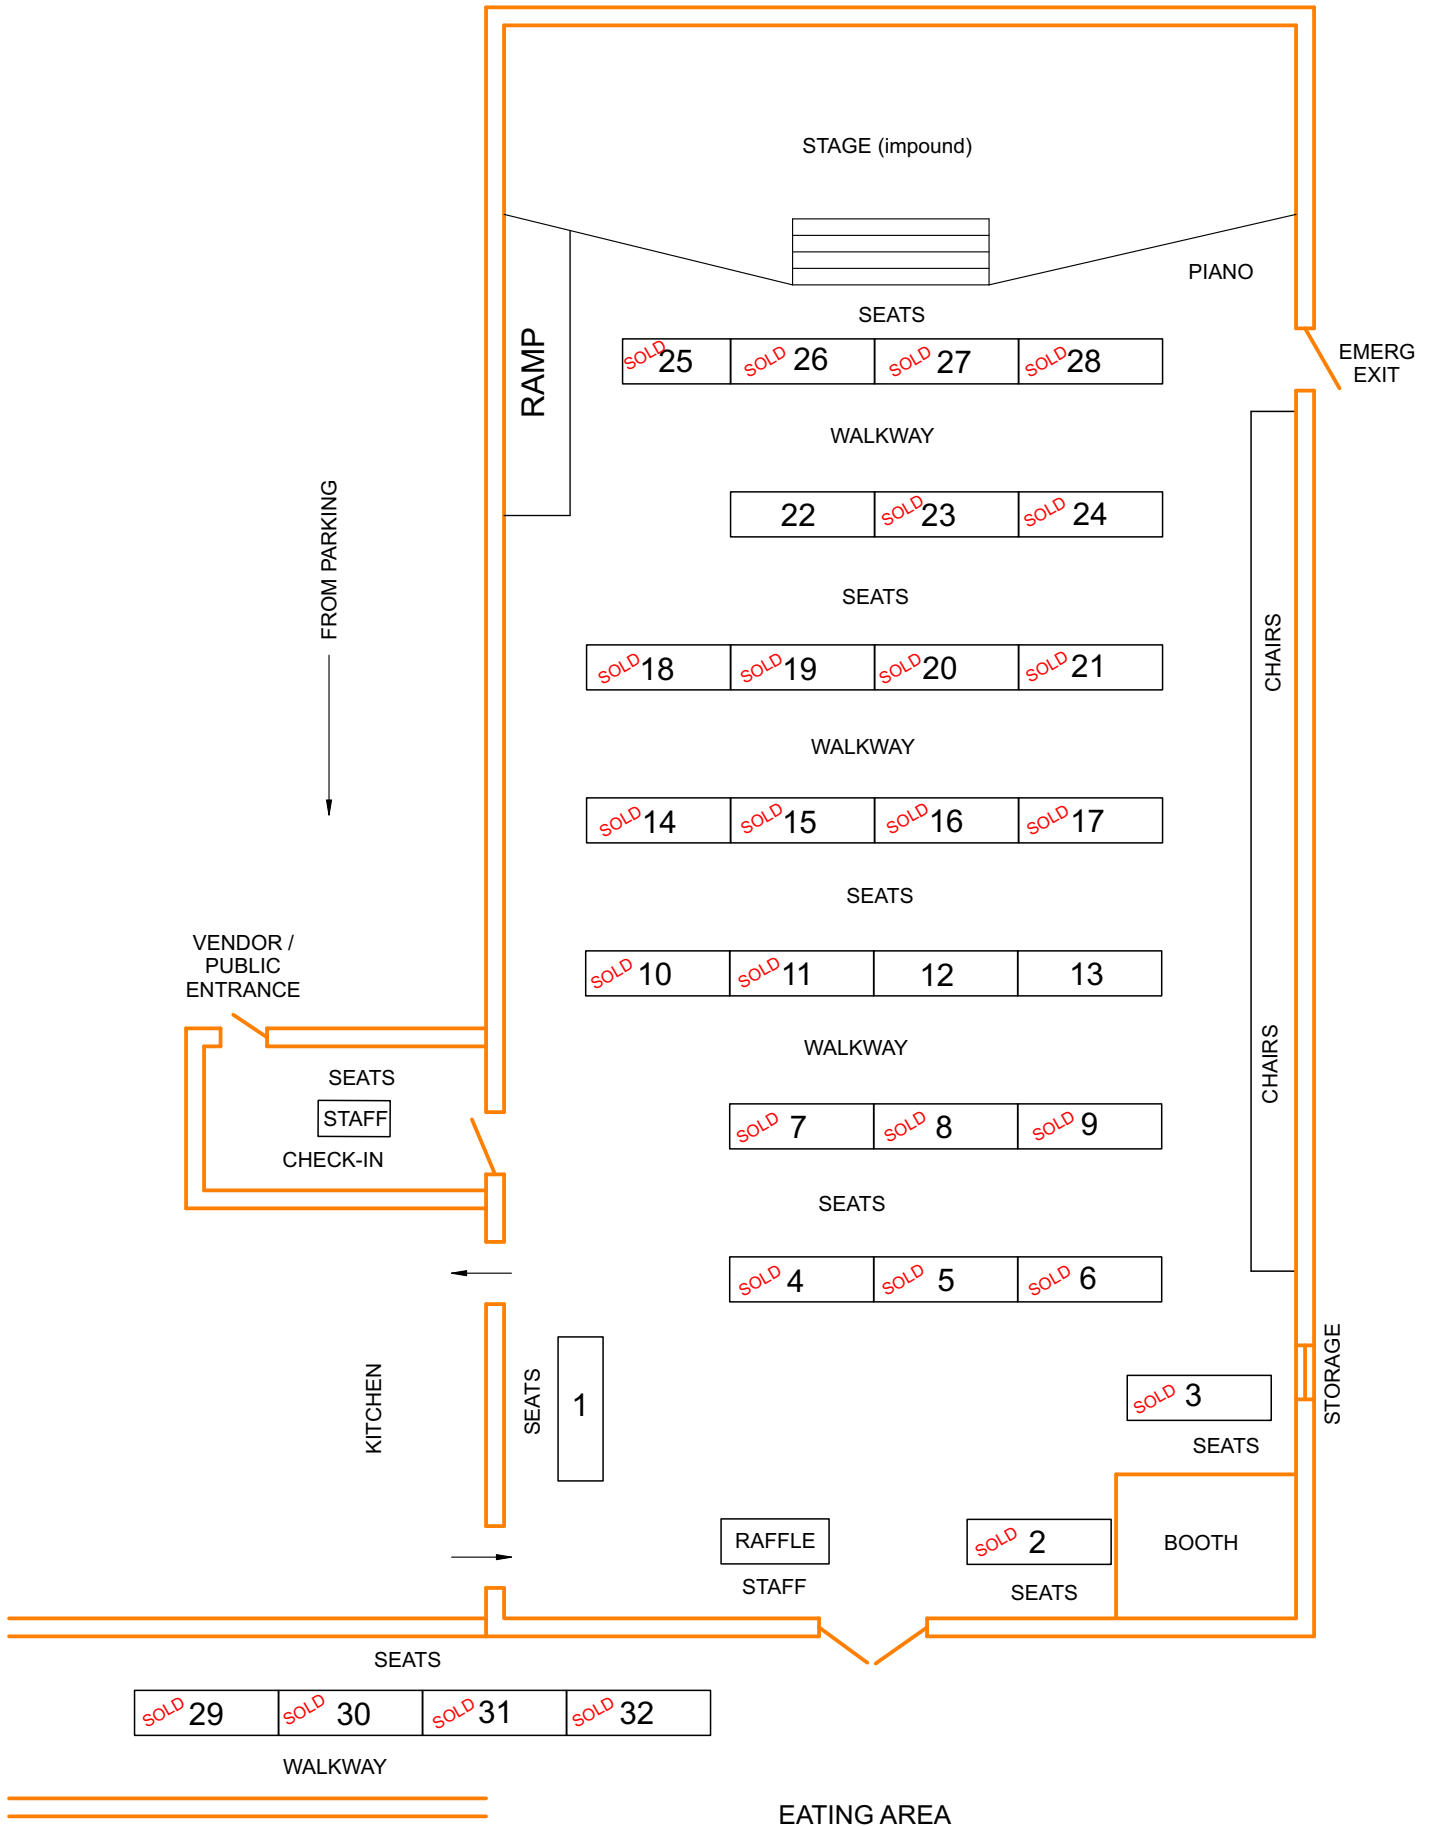 STAGE (impound)
PIANO
SEATS
RAMP
SOLD 25 SOLD 26 SOLD 27 SOLD 28
EMERG
EXIT
WALKWAY
FROM PARKING
22 SOLD 23 SOLD 24
SEATS
CHAIRS
SOLD 18 SOLD 19 SOLD 20 SOLD 21
WALKWAY
SOLD 14 SOLD 15 SOLD 16 SOLD 17
SEATS
VENDOR /
PUBLIC
ENTRANCE
SOLD 10 SOLD 11 12 13
WALKWAY
CHAIRS
SEATS
STAFF
CHECK-IN
SOLD 7 SOLD 8 SOLD 9
SEATS
SOLD 4 SOLD 5 SOLD 6
KITCHEN
SEATS
1
SOLD 3
STORAGE
SEATS
RAFFLE
STAFF
SOLD 2
SEATS
BOOTH
SEATS
SOLD 29 SOLD 30 SOLD 31 SOLD 32
WALKWAY
EATING AREA